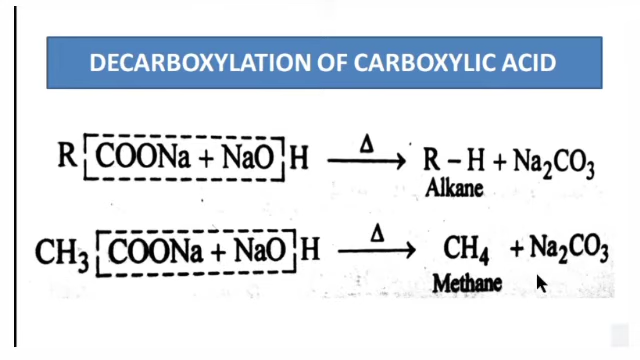 DECARBOXYLATION OF CARBOXYLIC ACID
R COONa + NaO H Δ R – H + Na₂CO₃
Alkane
CH₃ COONa + NaO H Δ CH₄ + Na₂CO₃
Methane